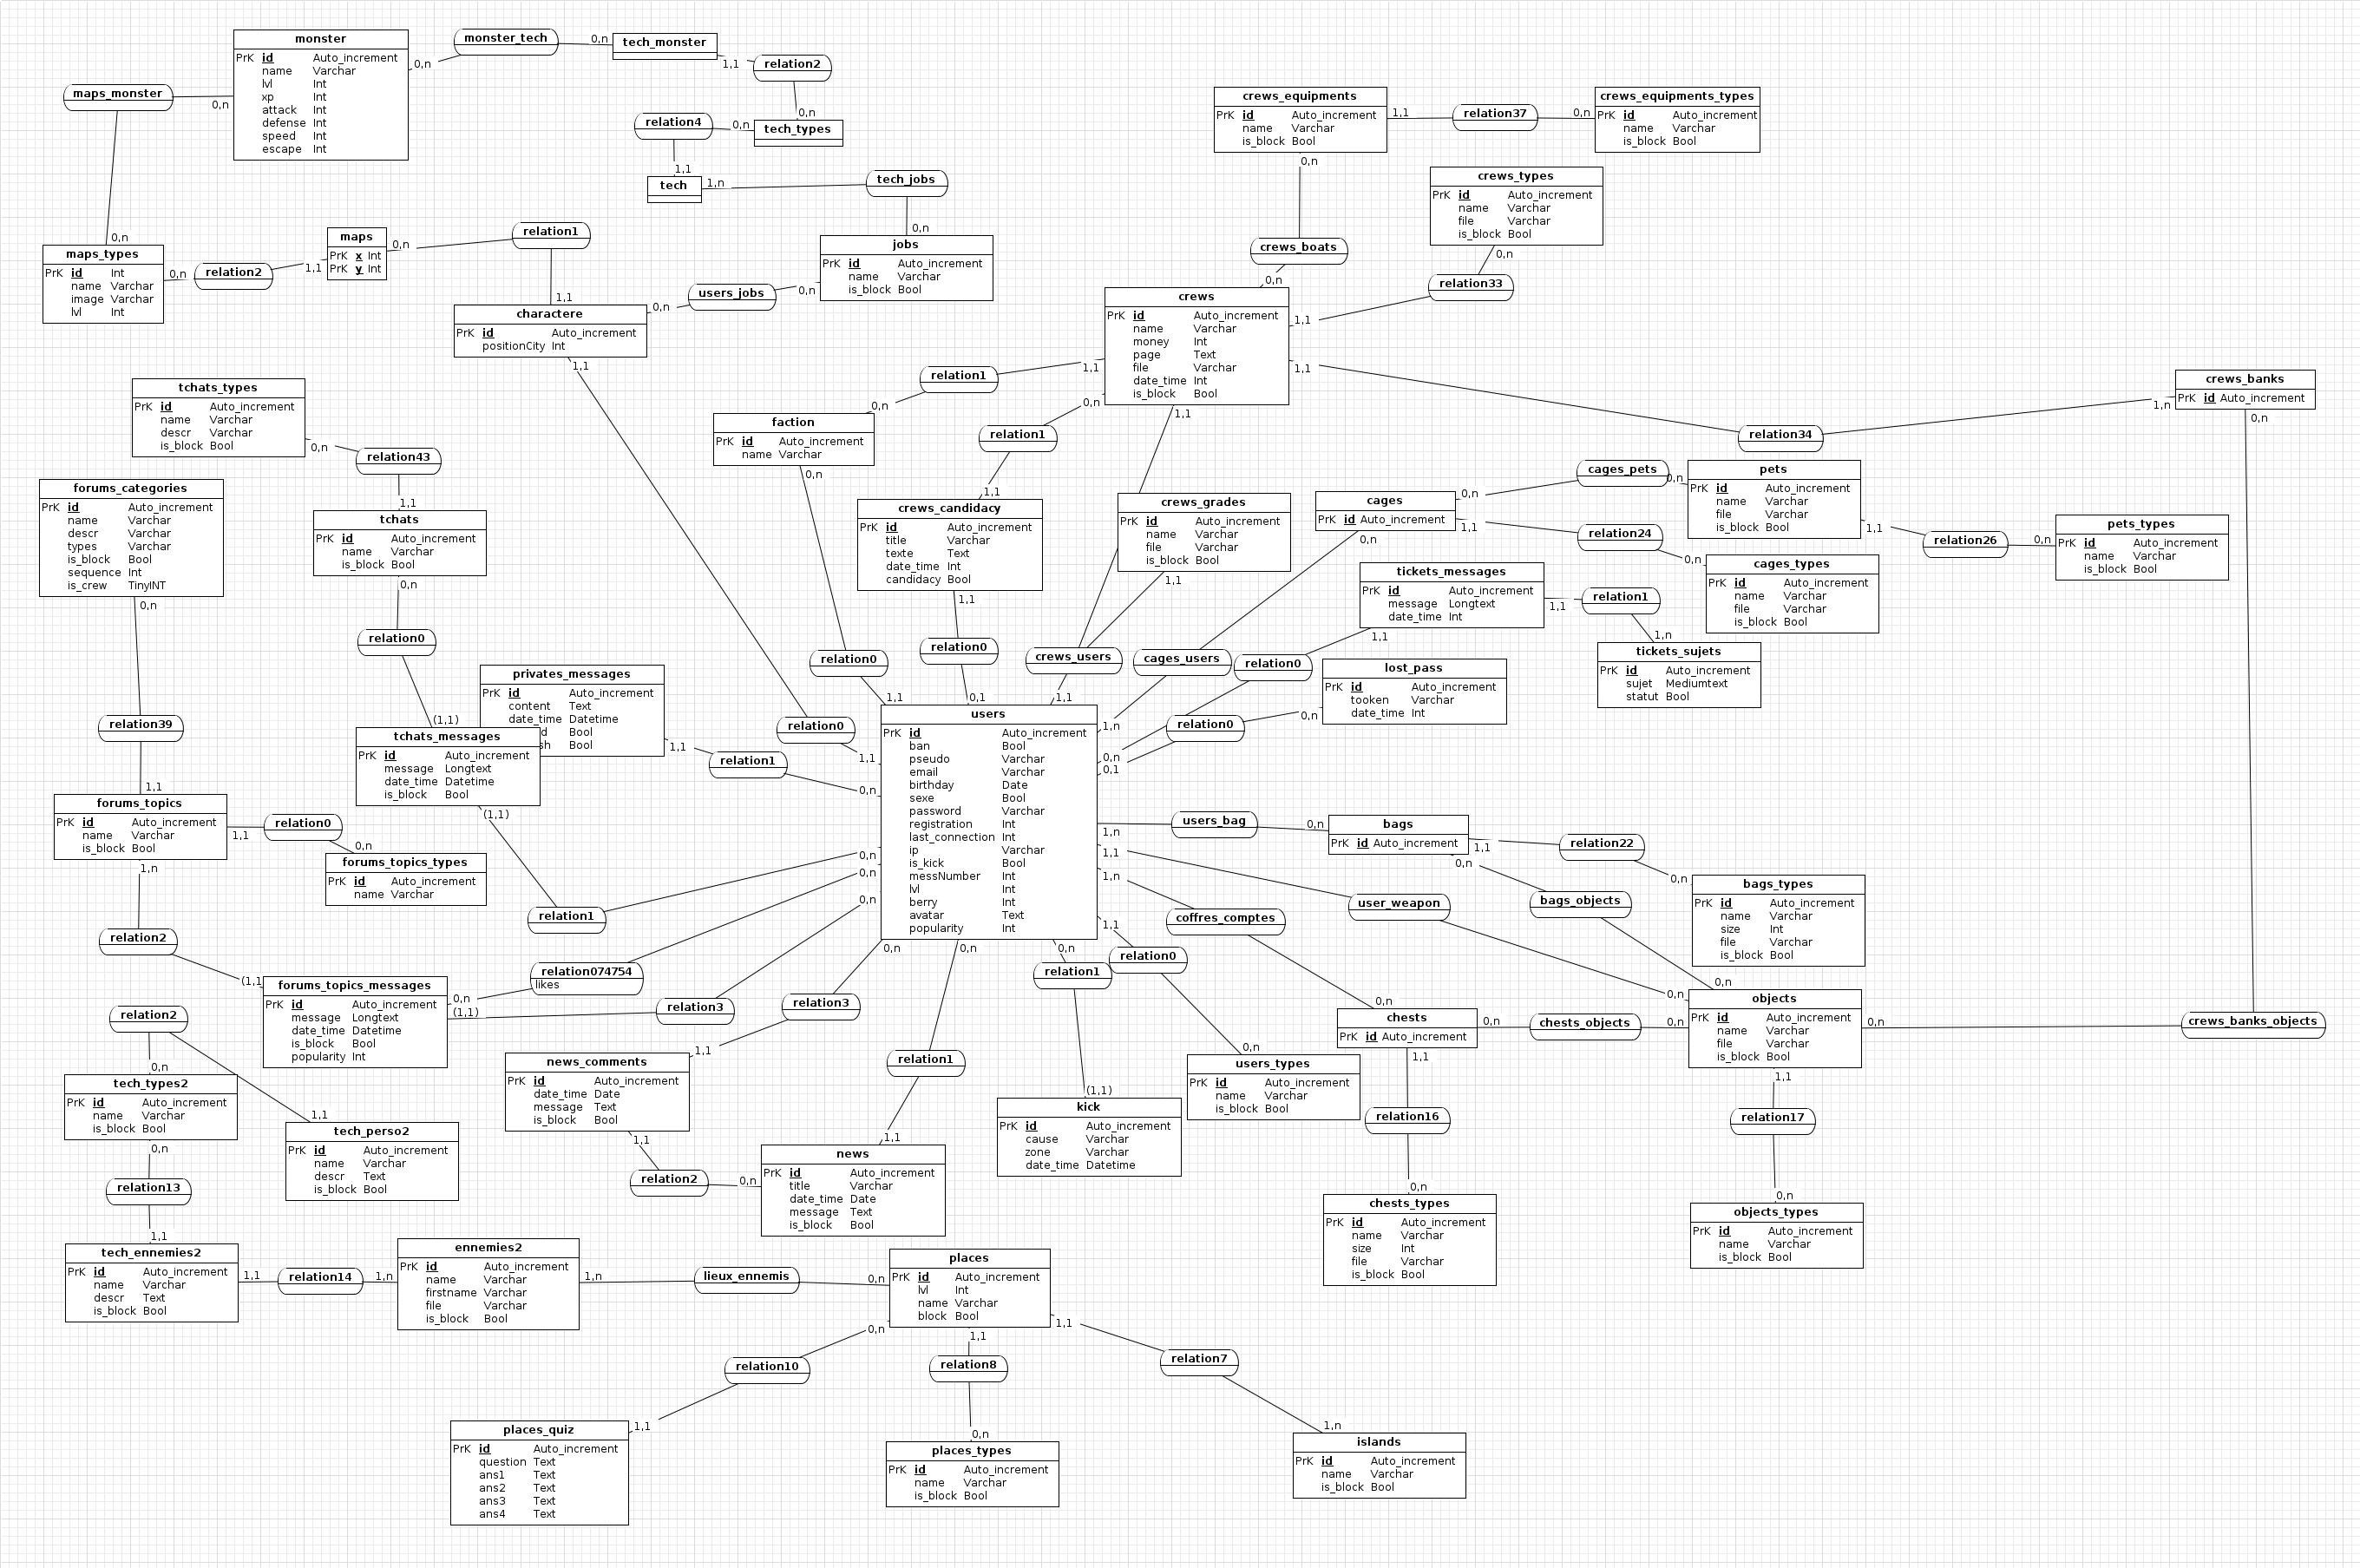 monster
PrK id Auto_increment
name Varchar
lvl Int
xp Int
attack Int
defense Int
speed Int
escape Int
monster_tech
0,n
0,n
tech_monster
1,1
relation2
0,n
tech_types
0,n
relation4
1,1
tech
1,n
tech_jobs
0,n
maps_monster
0,n
0,n
maps_types
PrK id Int
name Varchar
image Varchar
lvl Int
0,n
relation2
1,1
maps
PrK x Int
PrK y Int
0,n
relation1
1,1
charactere
PrK id Auto_increment
positionCity Int
0,n
users_jobs
0,n
jobs
PrK id Auto_increment
name Varchar
is_block Bool
1,1
crews_equipments
PrK id Auto_increment
name Varchar
is_block Bool
1,1
relation37
0,n
crews_equipments_types
PrK id Auto_increment
name Varchar
is_block Bool
0,n
crews_boats
0,n
crews_types
PrK id Auto_increment
name Varchar
file Varchar
is_block Bool
0,n
relation33
1,1
crews
PrK id Auto_increment
name Varchar
money Int
page Text
file Varchar
date_time Int
is_block Bool
1,1
relation1
0,n
1,1
0,n
relation1
1,1
1,1
relation34
1,n
crews_banks
PrK id Auto_increment
0,n
faction
PrK id Auto_increment
name Varchar
0,n
relation0
1,1
crews_candidacy
PrK id Auto_increment
title Varchar
texte Text
date_time Int
candidacy Bool
1,1
relation0
0,1
crews_grades
PrK id Auto_increment
name Varchar
file Varchar
is_block Bool
1,1
crews_users
1,1
cages
PrK id Auto_increment
0,n
cages_pets
0,n
pets
PrK id Auto_increment
name Varchar
file Varchar
is_block Bool
1,1
relation26
0,n
pets_types
PrK id Auto_increment
name Varchar
is_block Bool
1,1
relation24
0,n
cages_types
PrK id Auto_increment
name Varchar
file Varchar
is_block Bool
0,n
cages_users
1,n
tickets_messages
PrK id Auto_increment
message Longtext
date_time Int
1,1
relation1
1,n
tickets_sujets
PrK id Auto_increment
sujet Mediumtext
statut Bool
1,1
relation0
0,n
lost_pass
PrK id Auto_increment
tooken Varchar
date_time Int
0,n
relation0
0,1
tchats_types
PrK id Auto_increment
name Varchar
descr Varchar
is_block Bool
0,n
relation43
1,1
tchats
PrK id Auto_increment
name Varchar
is_block Bool
0,n
relation0
(1,1)
forums_categories
PrK id Auto_increment
name Varchar
descr Varchar
types Varchar
is_block Bool
sequence Int
is_crew TinyINT
0,n
relation39
1,1
privates_messages
PrK id Auto_increment
content Text
date_time Datetime
d Bool
sh Bool
1,1
relation1
0,n
relation0
1,1
tchats_messages
PrK id Auto_increment
message Longtext
date_time Datetime
is_block Bool
(1,1)
relation1
0,n
users
PrK id Auto_increment
ban Bool
pseudo Varchar
email Varchar
birthday Date
sexe Bool
password Varchar
registration Int
last_connection Int
ip Varchar
is_kick Bool
messNumber Int
lvl Int
berry Int
avatar Text
popularity Int
forums_topics
PrK id Auto_increment
name Varchar
is_block Bool
1,1
relation0
0,n
forums_topics_types
PrK id Auto_increment
name Varchar
1,n
relation2
(1,1)
forums_topics_messages
PrK id Auto_increment
message Longtext
date_time Datetime
is_block Bool
popularity Int
0,n
relation074754
likes
0,n
(1,1)
relation3
0,n
0,n
relation3
1,1
0,n
relation1
1,1
0,n
relation1
(1,1)
1,1
relation0
0,n
1,n
users_bag
0,n
bags
PrK id Auto_increment
1,1
relation22
0,n
bags_types
PrK id Auto_increment
name Varchar
size Int
file Varchar
is_block Bool
0,n
bags_objects
0,n
1,1
user_weapon
0,n
1,n
coffres_comptes
0,n
chests
PrK id Auto_increment
0,n
chests_objects
0,n
objects
PrK id Auto_increment
name Varchar
file Varchar
is_block Bool
0,n
crews_banks_objects
1,1
relation16
0,n
chests_types
PrK id Auto_increment
name Varchar
size Int
file Varchar
is_block Bool
1,1
relation17
0,n
objects_types
PrK id Auto_increment
name Varchar
is_block Bool
users_types
PrK id Auto_increment
name Varchar
is_block Bool
kick
PrK id Auto_increment
cause Varchar
zone Varchar
date_time Datetime
news_comments
PrK id Auto_increment
date_time Date
message Text
is_block Bool
1,1
relation2
0,n
news
PrK id Auto_increment
title Varchar
date_time Date
message Text
is_block Bool
relation2
0,n
1,1
tech_types2
PrK id Auto_increment
name Varchar
is_block Bool
tech_perso2
PrK id Auto_increment
name Varchar
descr Text
is_block Bool
0,n
relation13
1,1
tech_ennemies2
PrK id Auto_increment
name Varchar
descr Text
is_block Bool
1,1
relation14
1,n
ennemies2
PrK id Auto_increment
name Varchar
firstname Varchar
file Varchar
is_block Bool
1,n
lieux_ennemis
0,n
places
PrK id Auto_increment
lvl Int
name Varchar
block Bool
0,n
relation10
1,1
places_quiz
PrK id Auto_increment
question Text
ans1 Text
ans2 Text
ans3 Text
ans4 Text
1,1
relation8
0,n
places_types
PrK id Auto_increment
name Varchar
is_block Bool
1,1
relation7
1,n
islands
PrK id Auto_increment
name Varchar
is_block Bool